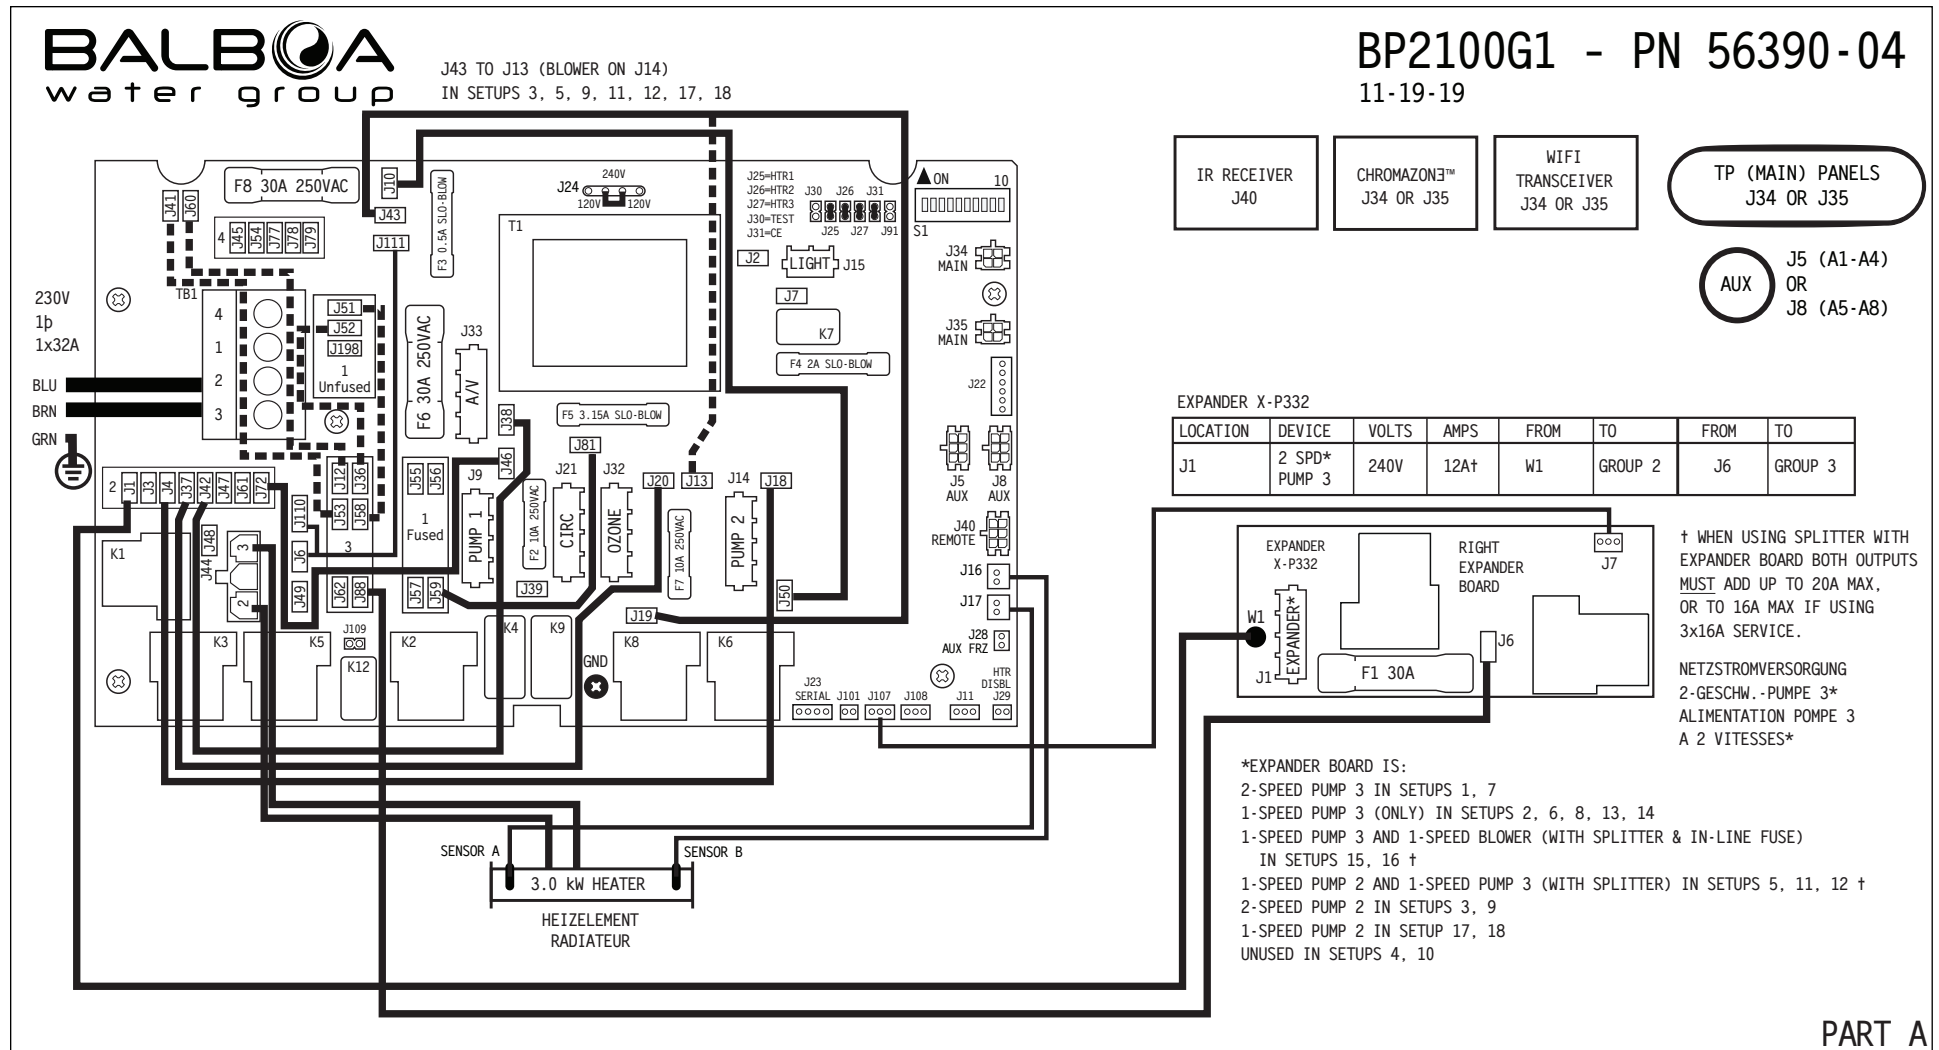 BALBOA
water group
J43 TO J13 (BLOWER ON J14)
IN SETUPS 3, 5, 9, 11, 12, 17, 18
BP2100G1 - PN 56390-04
11-19-19
IR RECEIVER
J40
CHROMAZONƎ™
J34 OR J35
WIFI
TRANSCEIVER
J34 OR J35
TP (MAIN) PANELS
J34 OR J35
AUX
J5 (A1-A4)
OR
J8 (A5-A8)
230V
1þ
1x32A
BLU
BRN
GRN
J41
J60
F8 30A 250VAC
J10
J43
J111
F3 0.5A SLO-BLOW
4
J45
J54
J77
J78
J79
TB1
4
1
2
3
J51
J52
J198
1
Unfused
F6 30A 250VAC
J33
A/V
J24
240V
120V
120V
T1
J25=HTR1
J26=HTR2
J27=HTR3
J30=TEST
J31=CE
J30 J26 J31
J25 J27 J91
ON
10
S1
J2
LIGHT
J15
J7
K7
F4 2A SLO-BLOW
J34
MAIN
J35
MAIN
J22
J5
AUX
J8
AUX
J40
REMOTE
J16
J17
J28
AUX FRZ
HTR
DISBL
J29
J38
J46
F5 3.15A SLO-BLOW
J81
J9
PUMP 1
F2 10A 250VAC
J21
CIRC
J32
OZONE
J20
J13
F7 10A 250VAC
J14
PUMP 2
J18
J50
J39
J19
2
J1
J3
J4
J37
J42
J47
J61
J72
J12
J36
J53
J58
3
J62
J88
J110
J6
J49
J48
J44
3
2
J55
J56
1
Fused
J57
J59
K1
K3
K5
J109
K12
K2
K4
K9
GND
K8
K6
J23
SERIAL
J101
J107
J108
J11
SENSOR A
SENSOR B
3.0 kW HEATER
HEIZELEMENT
RADIATEUR
EXPANDER X-P332
LOCATION DEVICE VOLTS AMPS FROM TO FROM TO
J1 2 SPD* PUMP 3 240V 12A† W1 GROUP 2 J6 GROUP 3
EXPANDER
X-P332
RIGHT
EXPANDER
BOARD
J7
W1
EXPANDER*
J1
F1 30A
J6
† WHEN USING SPLITTER WITH
EXPANDER BOARD BOTH OUTPUTS
MUST ADD UP TO 20A MAX,
OR TO 16A MAX IF USING
3x16A SERVICE.
NETZSTROMVERSORGUNG
2-GESCHW.-PUMPE 3*
ALIMENTATION POMPE 3
A 2 VITESSES*
*EXPANDER BOARD IS:
2-SPEED PUMP 3 IN SETUPS 1, 7
1-SPEED PUMP 3 (ONLY) IN SETUPS 2, 6, 8, 13, 14
1-SPEED PUMP 3 AND 1-SPEED BLOWER (WITH SPLITTER & IN-LINE FUSE)
IN SETUPS 15, 16 †
1-SPEED PUMP 2 AND 1-SPEED PUMP 3 (WITH SPLITTER) IN SETUPS 5, 11, 12 †
2-SPEED PUMP 2 IN SETUPS 3, 9
1-SPEED PUMP 2 IN SETUP 17, 18
UNUSED IN SETUPS 4, 10
PART A